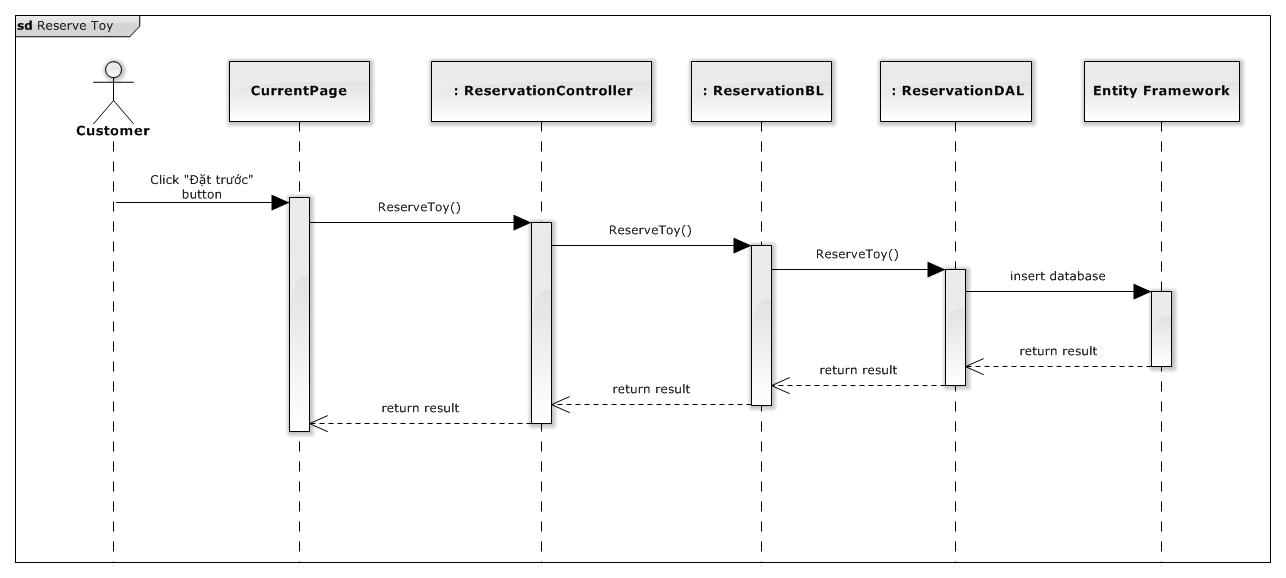 sd Reserve Toy
Customer
CurrentPage
: ReservationController
: ReservationBL
: ReservationDAL
Entity Framework
Click "Đặt trước"
button
ReserveToy()
ReserveToy()
ReserveToy()
insert database
return result
return result
return result
return result